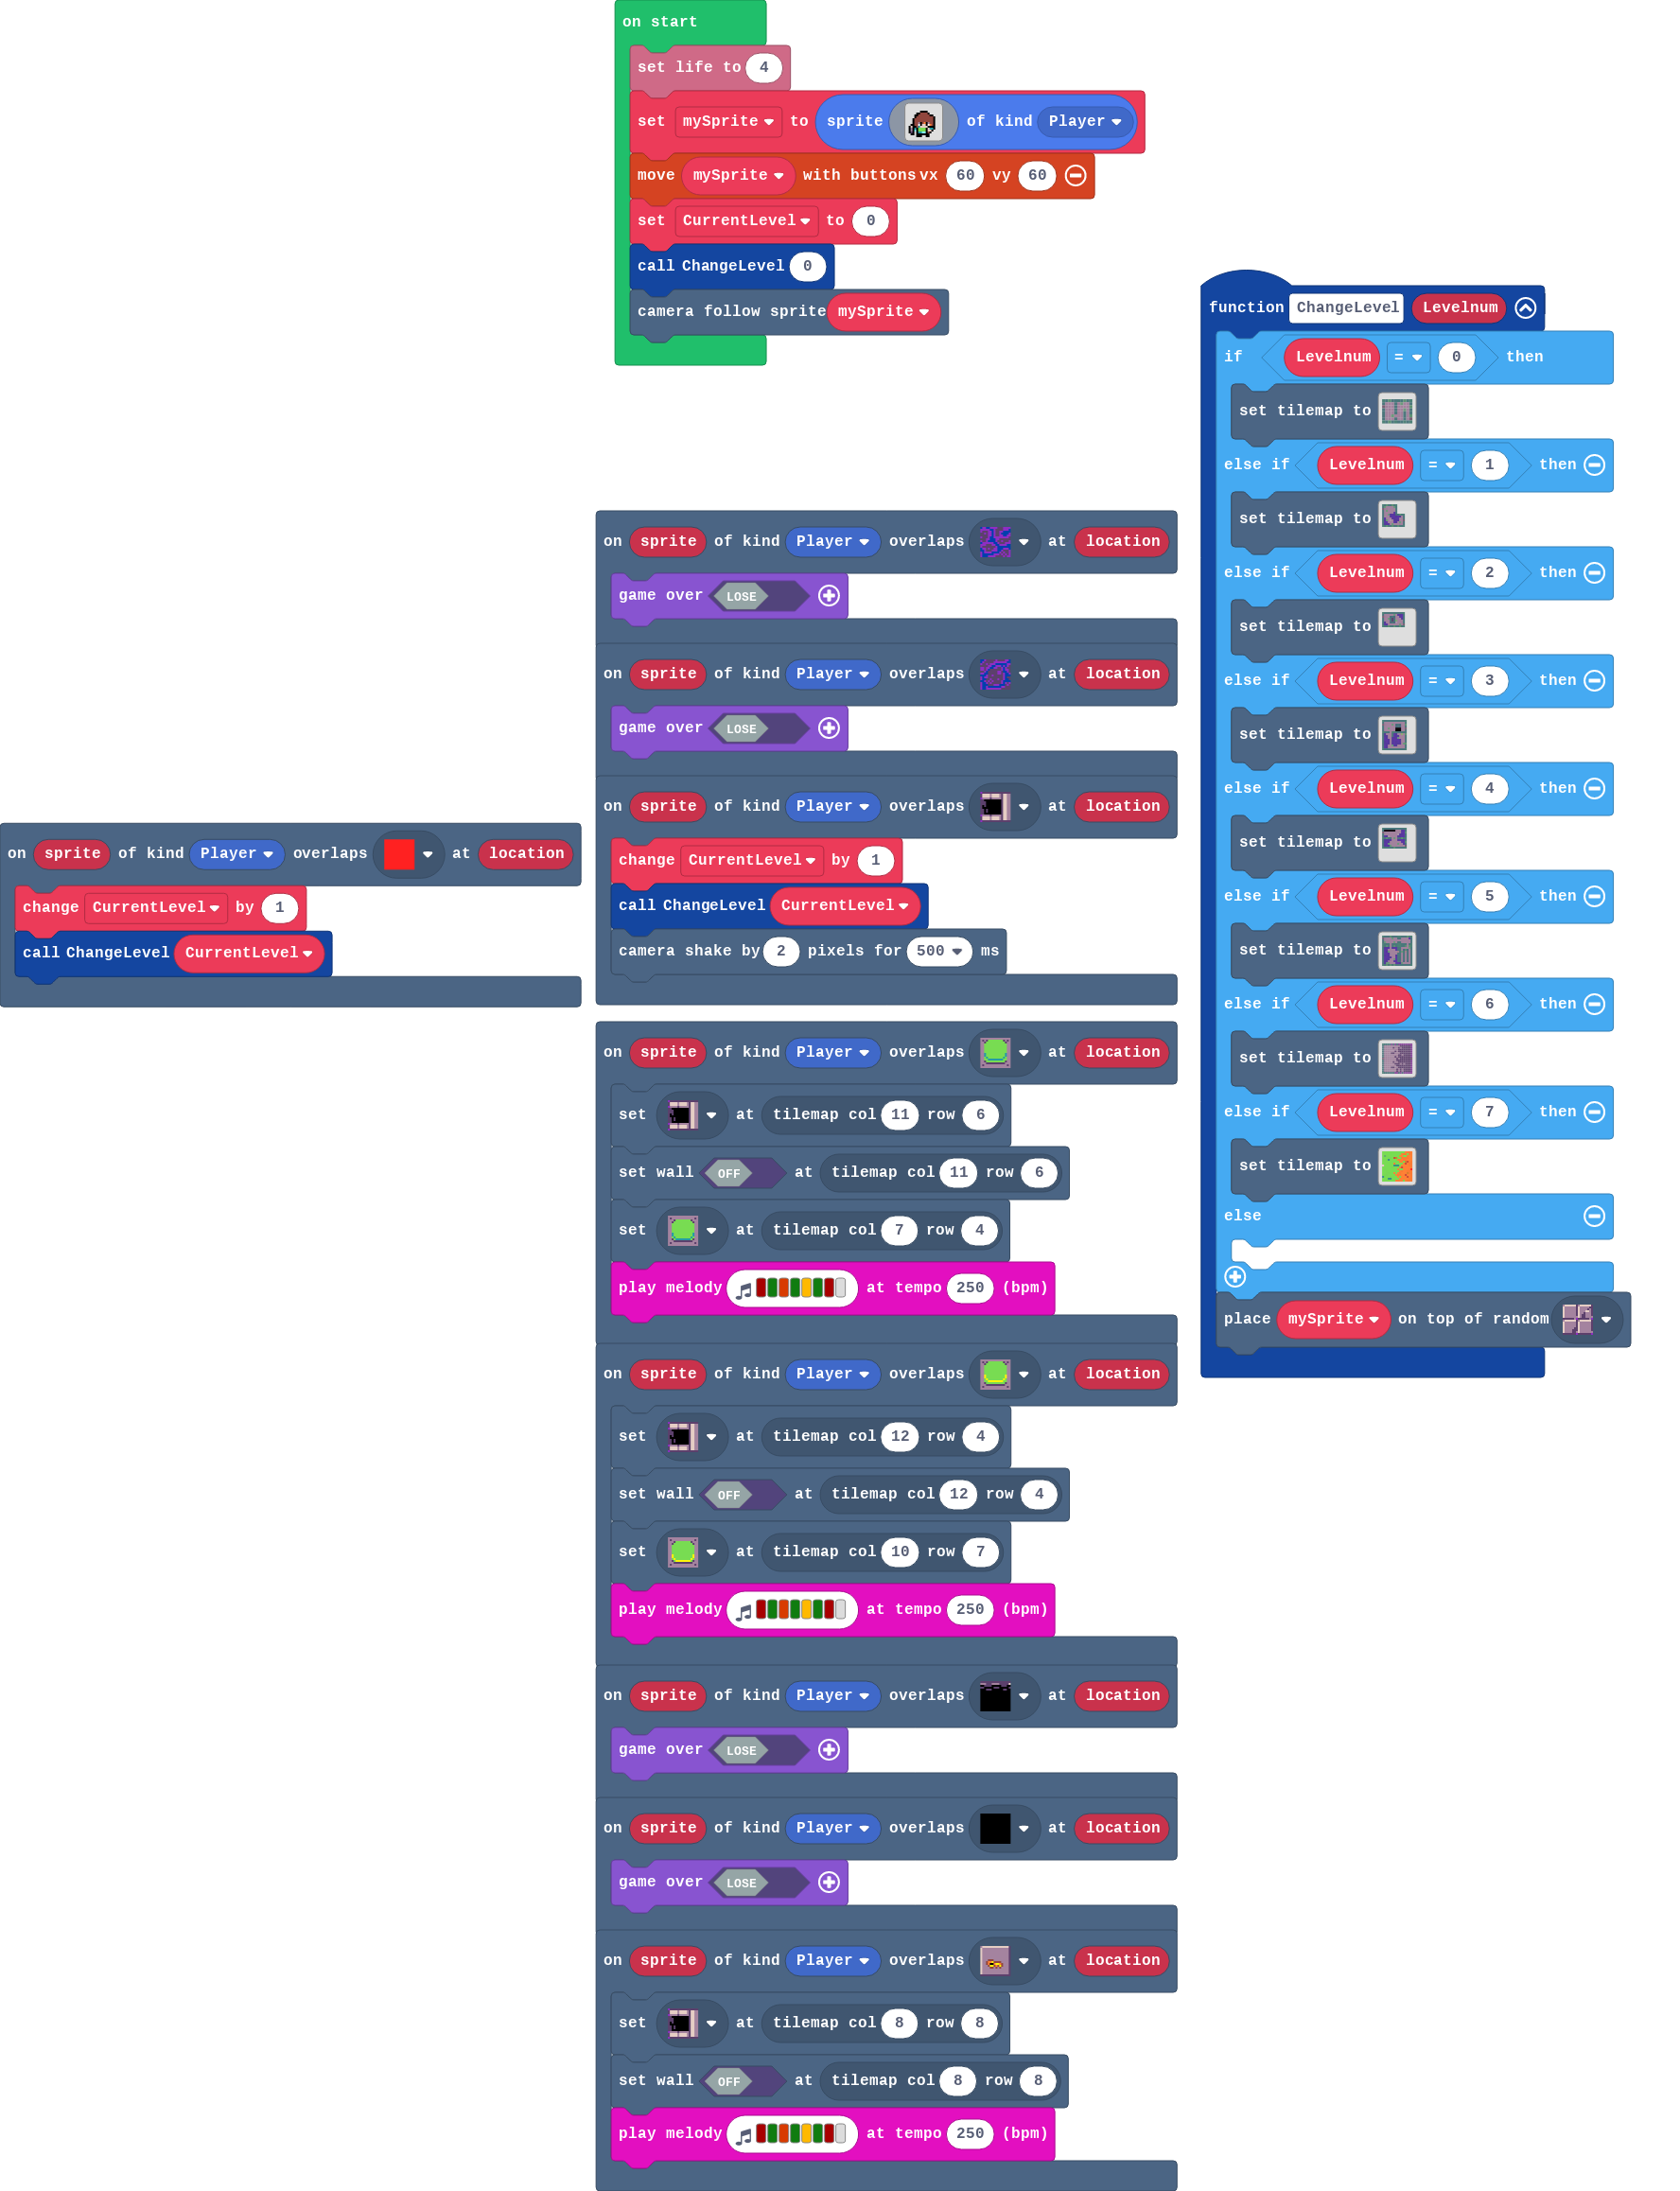 on start
set life to 4
set mySprite to sprite of kind Player
move mySprite with buttons vx 60 vy 60
set CurrentLevel to 0
call ChangeLevel 0
camera follow sprite mySprite
function ChangeLevel Levelnum
if Levelnum = 0 then
set tilemap to
else if Levelnum = 1 then
set tilemap to
else if Levelnum = 2 then
set tilemap to
else if Levelnum = 3 then
set tilemap to
else if Levelnum = 4 then
set tilemap to
else if Levelnum = 5 then
set tilemap to
else if Levelnum = 6 then
set tilemap to
else if Levelnum = 7 then
set tilemap to
else
place mySprite on top of random
on sprite of kind Player overlaps at location
game over LOSE
on sprite of kind Player overlaps at location
game over LOSE
on sprite of kind Player overlaps at location
change CurrentLevel by 1
call ChangeLevel CurrentLevel
camera shake by 2 pixels for 500 ms
on sprite of kind Player overlaps at location
change CurrentLevel by 1
call ChangeLevel CurrentLevel
on sprite of kind Player overlaps at location
set at tilemap col 11 row 6
set wall OFF at tilemap col 11 row 6
set at tilemap col 7 row 4
play melody at tempo 250 (bpm)
on sprite of kind Player overlaps at location
set at tilemap col 12 row 4
set wall OFF at tilemap col 12 row 4
set at tilemap col 10 row 7
play melody at tempo 250 (bpm)
on sprite of kind Player overlaps at location
game over LOSE
on sprite of kind Player overlaps at location
game over LOSE
on sprite of kind Player overlaps at location
set at tilemap col 8 row 8
set wall OFF at tilemap col 8 row 8
play melody at tempo 250 (bpm)